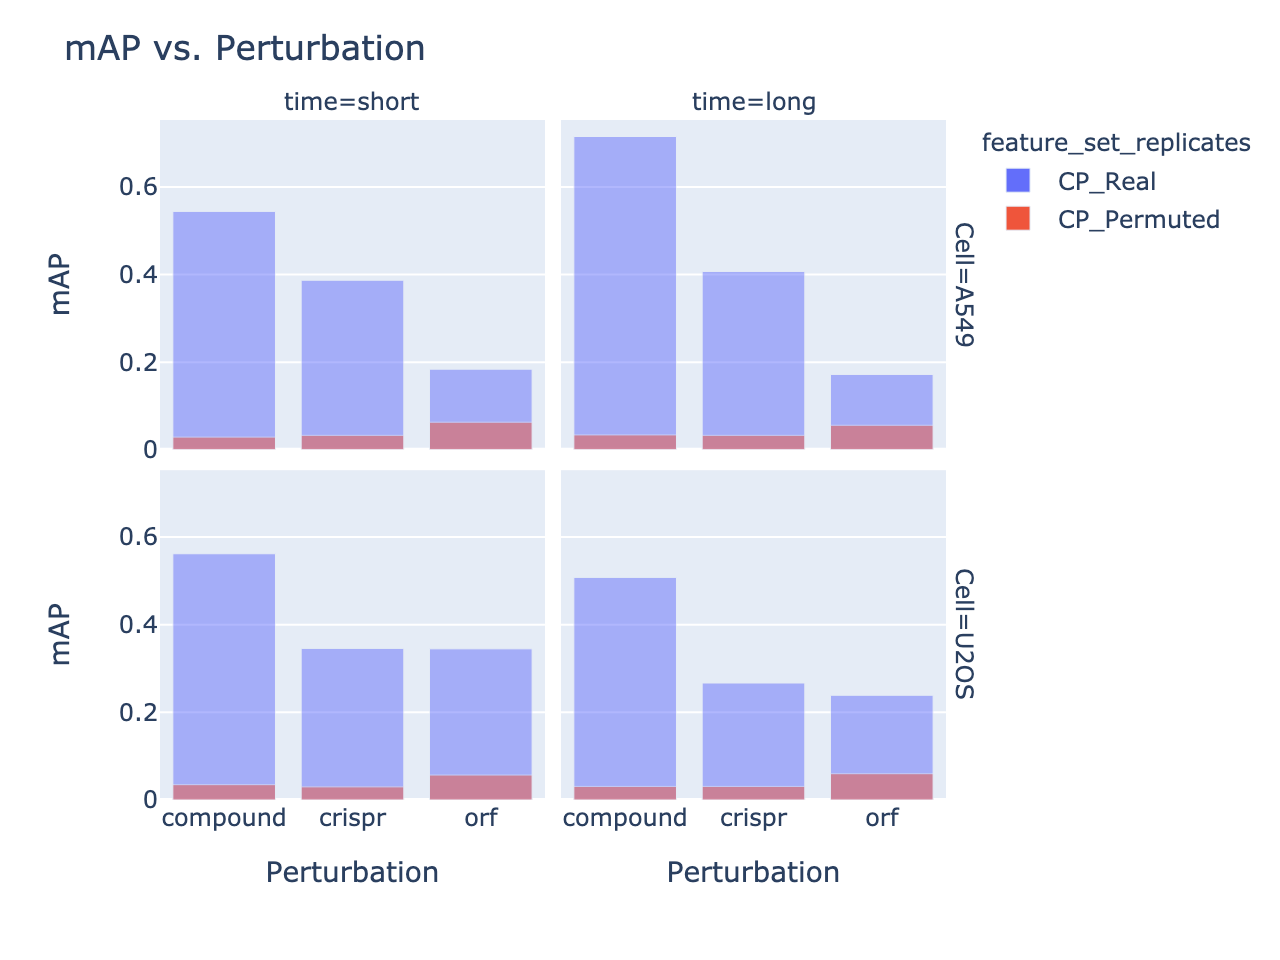 mAP vs. Perturbation
time=short
time=long
feature_set_replicates
CP_Real
CP_Permuted
mAP
0.6
0.4
0.2
0
Cell=A549
mAP
0.6
0.4
0.2
0
Cell=U2OS
compound crispr orf
compound crispr orf
Perturbation
Perturbation